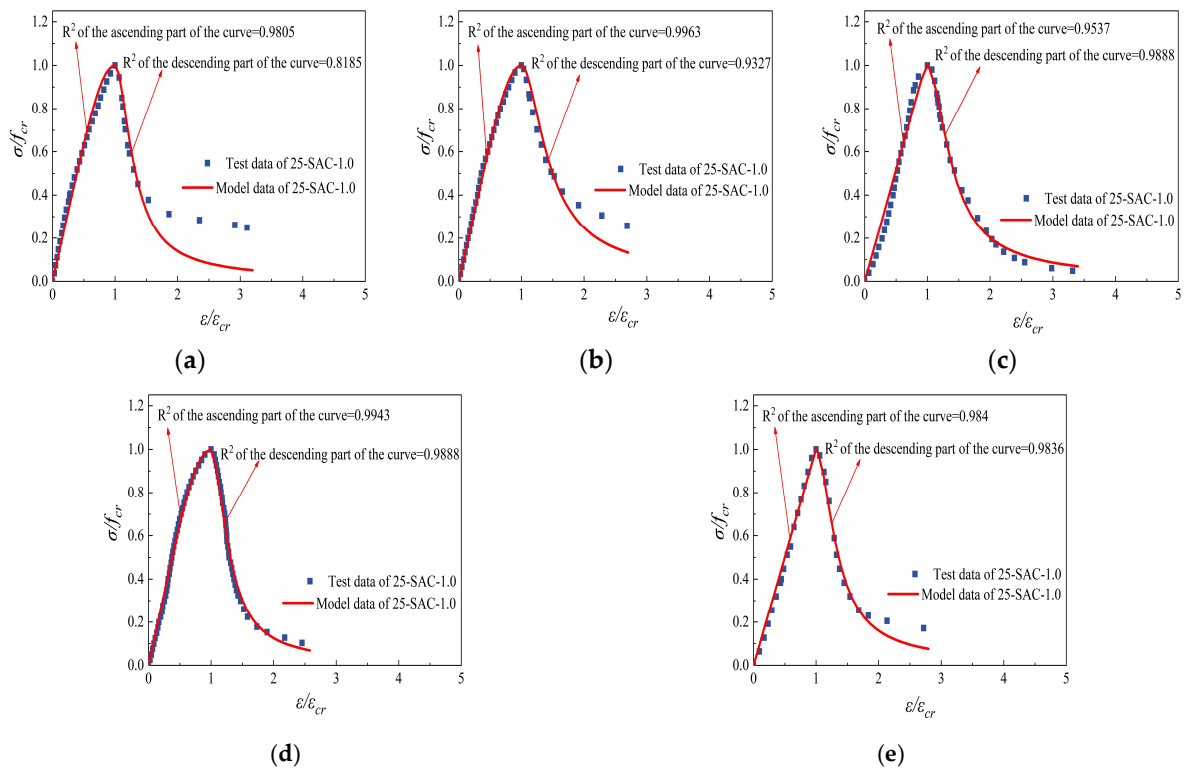 R² of the ascending part of the curve=0.9805
R² of the descending part of the curve=0.8185
Test data of 25-SAC-1.0
Model data of 25-SAC-1.0
σ/f_cr
1.2
1.0
0.8
0.6
0.4
0.2
0.0
0 1 2 3 4 5
ε/ε_cr
(a)
R² of the ascending part of the curve=0.9963
R² of the descending part of the curve=0.9327
Test data of 25-SAC-1.0
Model data of 25-SAC-1.0
σ/f_cr
1.2
1.0
0.8
0.6
0.4
0.2
0.0
0 1 2 3 4 5
ε/ε_cr
(b)
R² of the ascending part of the curve=0.9537
R² of the descending part of the curve=0.9888
Test data of 25-SAC-1.0
Model data of 25-SAC-1.0
σ/f_cr
1.2
1.0
0.8
0.6
0.4
0.2
0.0
0 1 2 3 4 5
ε/ε_cr
(c)
R² of the ascending part of the curve=0.9943
R² of the descending part of the curve=0.9888
Test data of 25-SAC-1.0
Model data of 25-SAC-1.0
σ/f_cr
1.2
1.0
0.8
0.6
0.4
0.2
0.0
0 1 2 3 4 5
ε/ε_cr
(d)
R² of the ascending part of the curve=0.984
R² of the descending part of the curve=0.9836
Test data of 25-SAC-1.0
Model data of 25-SAC-1.0
σ/f_cr
1.2
1.0
0.8
0.6
0.4
0.2
0.0
0 1 2 3 4 5
ε/ε_cr
(e)